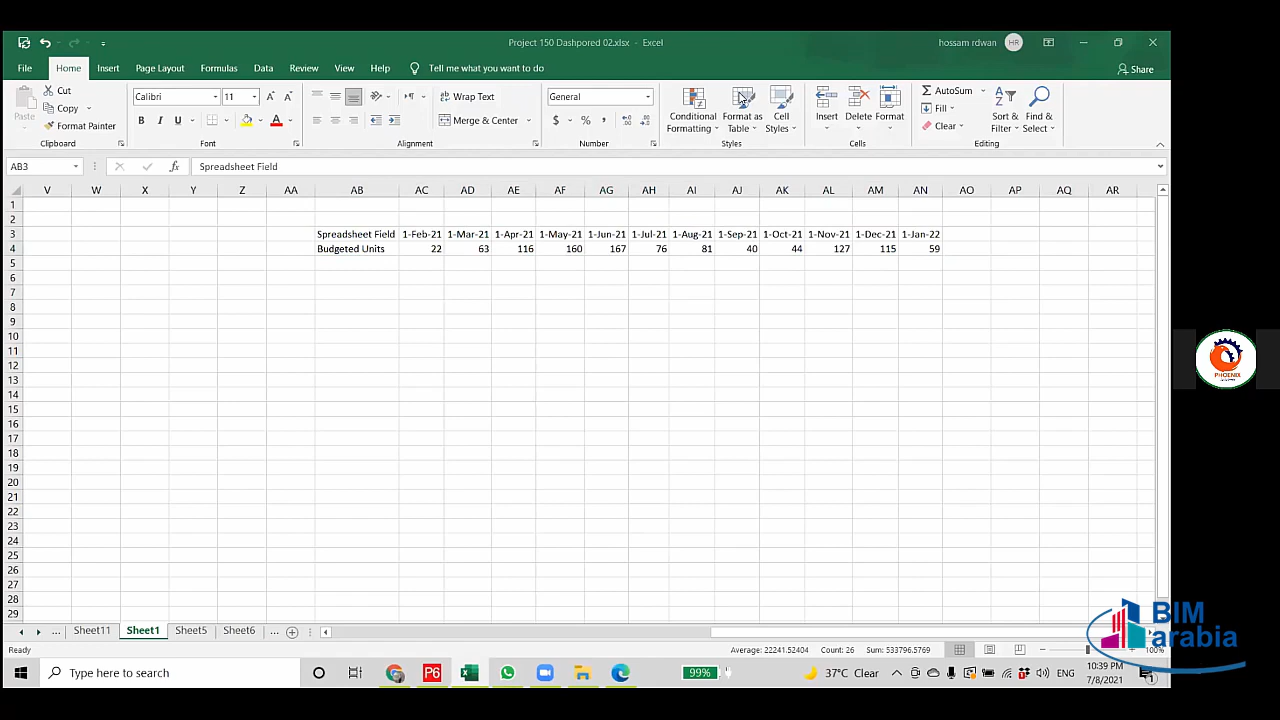 Project 150 Dashpored 02.xlsx - Excel
hossam rdwan HR
File Home Insert Page Layout Formulas Data Review View Help Tell me what you want to do Share
Paste
Cut
Copy
Format Painter
Clipboard
Calibri 11
B I U A
Font
Wrap Text
Merge & Center
Alignment
General
$ % ,
Number
Conditional Formatting
Format as Table
Cell Styles
Styles
Insert Delete Format
Cells
AutoSum
Fill
Clear
Sort & Filter
Find & Select
Editing
AB3 fx Spreadsheet Field
V W X Y Z AA AB AC AD AE AF AG AH AI AJ AK AL AM AN AO AP AQ AR
1
2
3 Spreadsheet Field 1-Feb-21 1-Mar-21 1-Apr-21 1-May-21 1-Jun-21 1-Jul-21 1-Aug-21 1-Sep-21 1-Oct-21 1-Nov-21 1-Dec-21 1-Jan-22
4 Budgeted Units 22 63 116 160 167 76 81 40 44 127 115 59
5
6
7
8
9
10
11
12
13
14
15
16
17
18
19
20
21
22
23
24
25
26
27
28
29
PHOENIX
... Sheet11 Sheet1 Sheet5 Sheet6 ...
Ready Average: 22241.52404 Count: 26 Sum: 533796.5769 100%
BIM
arabia
Type here to search P6 99% 37°C Clear ENG
10:39 PM
7/8/2021
1